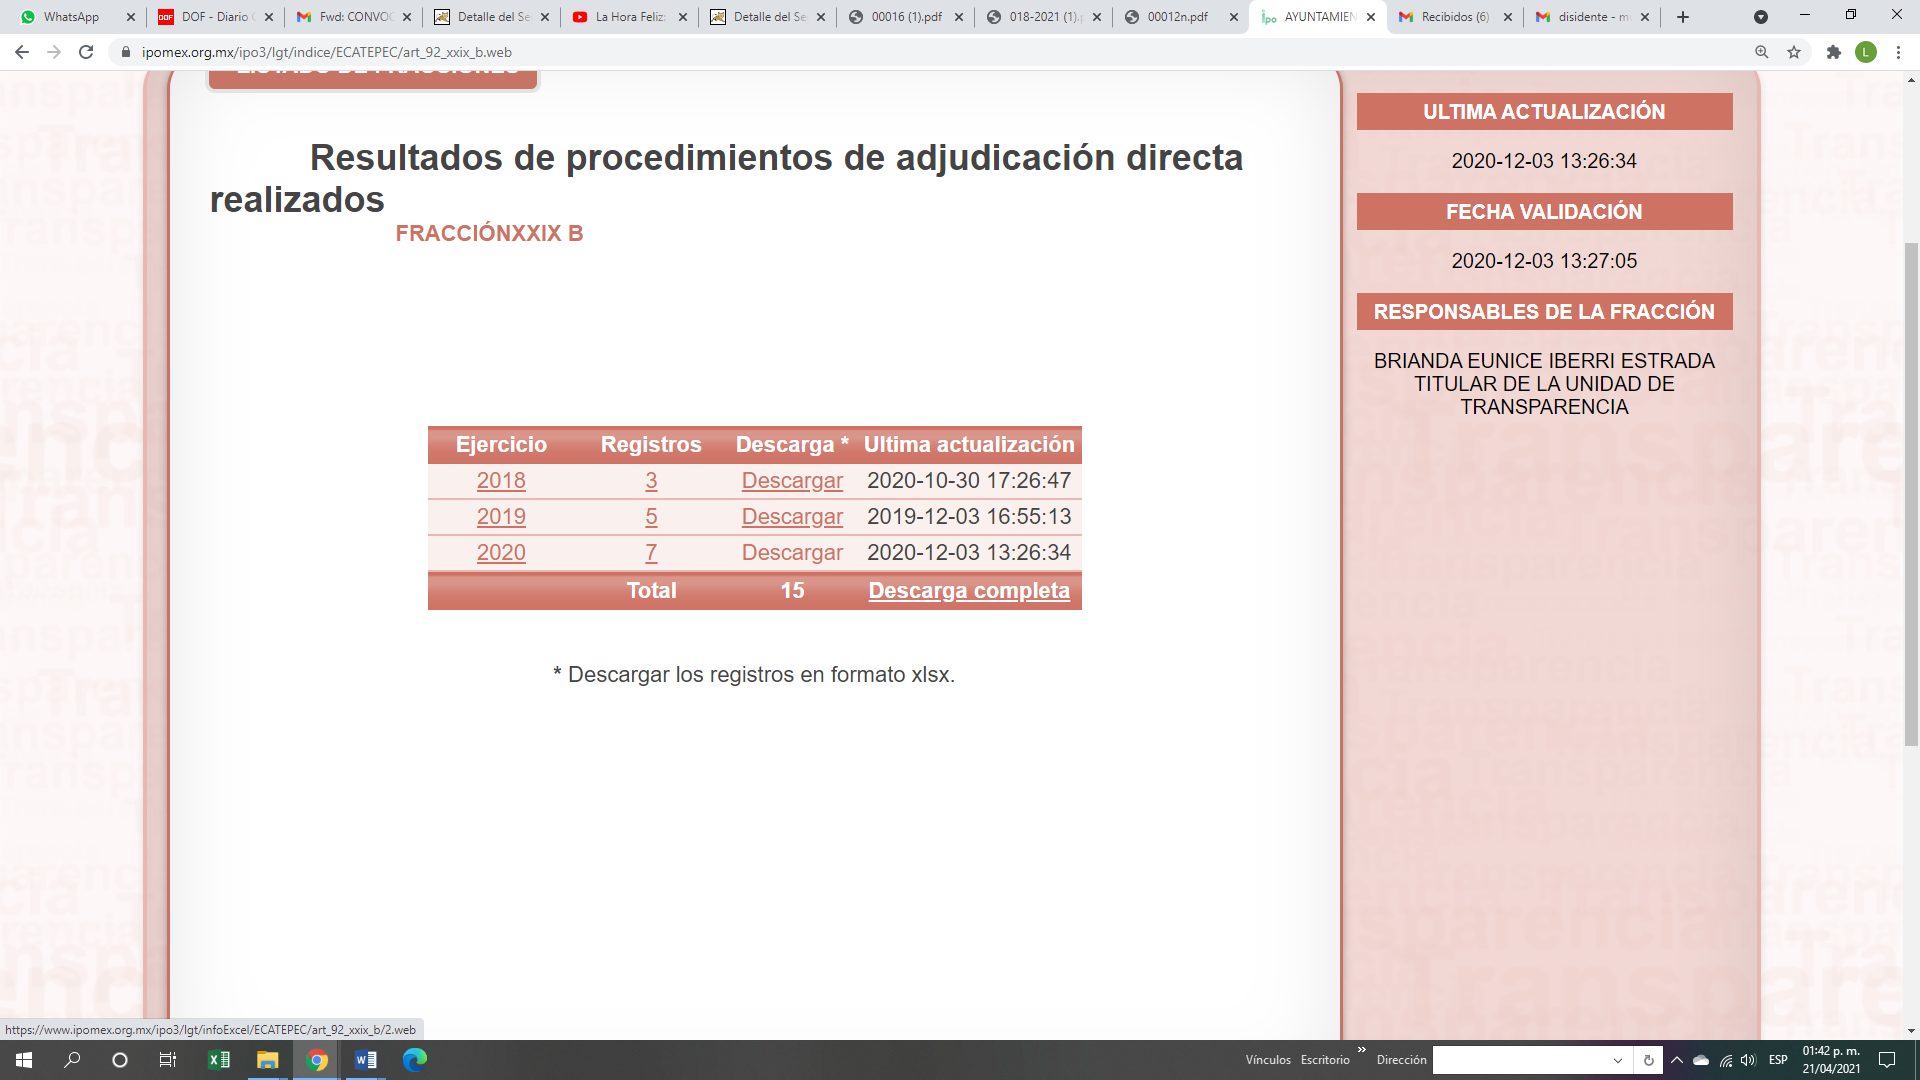 WhatsApp
DOF - Diario
Fwd: CONVOC
Detalle del Se
La Hora Feliz:
Detalle del Se
00016 (1).pdf
018-2021 (1).p
00012n.pdf
AYUNTAMIEN
Recibidos (6)
disidente - m
ipomex.org.mx/ipo3/lgt/indice/ECATEPEC/art_92_xxix_b.web
L
Resultados de procedimientos de adjudicación directa
realizados
FRACCIÓNXXIX B
Ejercicio Registros Descarga * Ultima actualización
2018 3 Descargar 2020-10-30 17:26:47
2019 5 Descargar 2019-12-03 16:55:13
2020 7 Descargar 2020-12-03 13:26:34
Total 15 Descarga completa
* Descargar los registros en formato xlsx.
ULTIMA ACTUALIZACIÓN
2020-12-03 13:26:34
FECHA VALIDACIÓN
2020-12-03 13:27:05
RESPONSABLES DE LA FRACCIÓN
BRIANDA EUNICE IBERRI ESTRADA
TITULAR DE LA UNIDAD DE
TRANSPARENCIA
https://www.ipomex.org.mx/ipo3/lgt/infoExcel/ECATEPEC/art_92_xxix_b/2.web
Vínculos Escritorio » Dirección
ESP
01:42 p. m.
21/04/2021